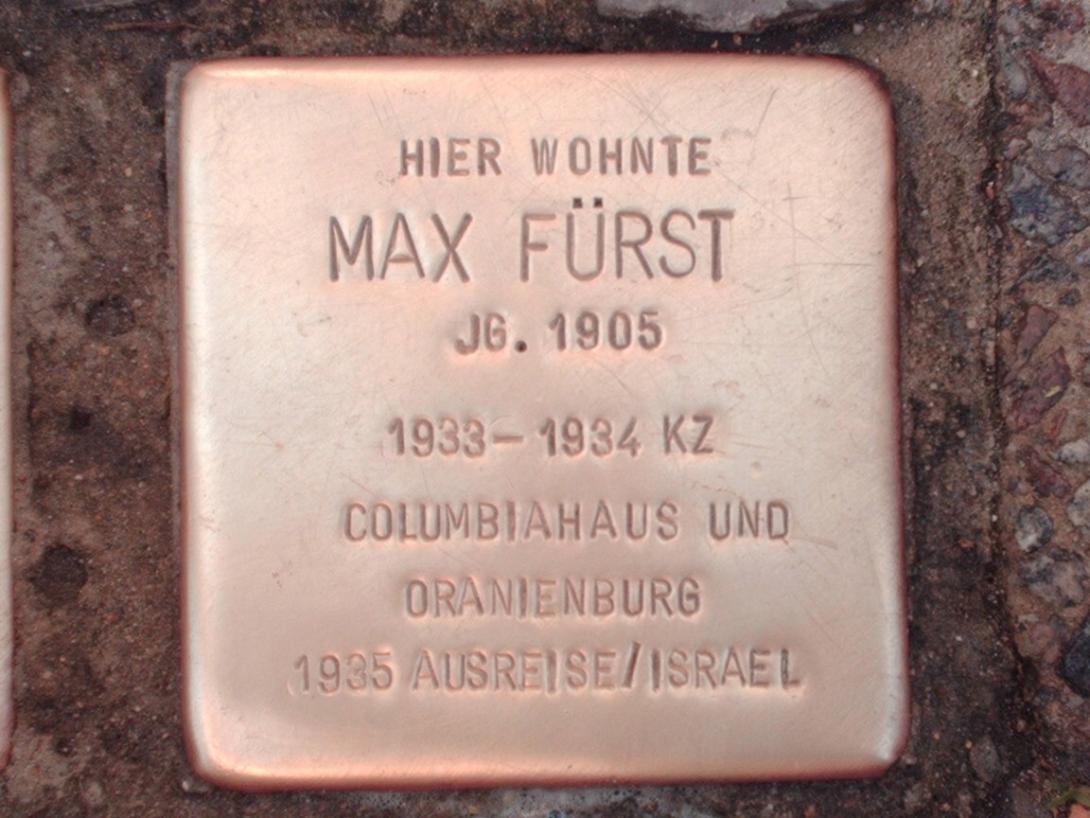 HIER WOHNTE
MAX FÜRST
JG. 1905
1933– 1934 KZ
COLUMBIAHAUS UND
ORANIENBURG
1935 AUSREISE/ISRAEL